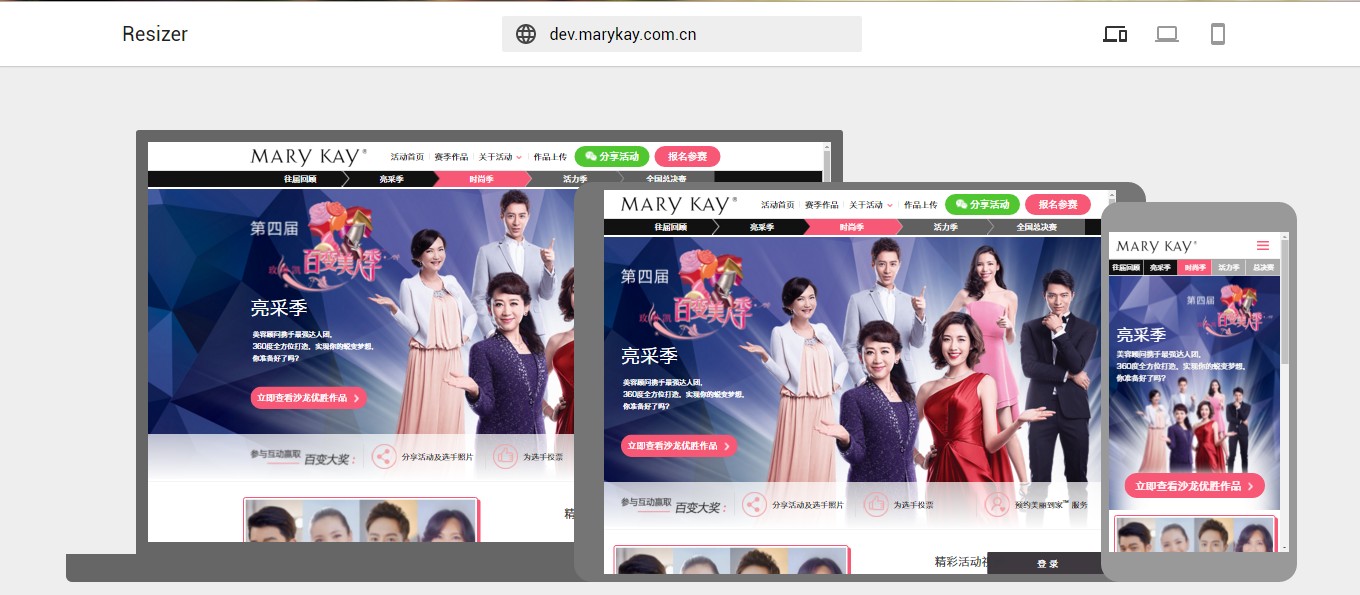 Resizer
dev.marykay.com.cn
MARY KAY®
活动首页 赛季作品 关于活动 作品上传 分享活动 报名参赛
往届回顾 亮采季 时尚季 活力季 全国总决赛
第四届
玫 凯 百变美人季
亮采季
美容顾问携手最强达人团，
360度全方位打造，实现你的蜕变梦想，
你准备好了吗？
立即查看沙龙优胜作品
参与互动赢取 百变大奖： 分享活动及选手照片 为选手投票
精
MARY KAY®
活动首页 赛季作品 关于活动 作品上传 分享活动 报名参赛
往届回顾 亮采季 时尚季 活力季 全国总决赛
第四届
玫 凯 百变美人季
亮采季
美容顾问携手最强达人团，
360度全方位打造，实现你的蜕变梦想，
你准备好了吗？
立即查看沙龙优胜作品
参与互动赢取 百变大奖： 分享活动及选手照片 为选手投票 预约美丽到家™ 服务
精彩活动视
登 录
MARY KAY®
往届回顾 亮采季 时尚季 活力季 总决赛
第四届
百变美人季
亮采季
美容顾问携手最强达人团，
360度全方位打造，实现你的蜕变梦想，
你准备好了吗？
立即查看沙龙优胜作品